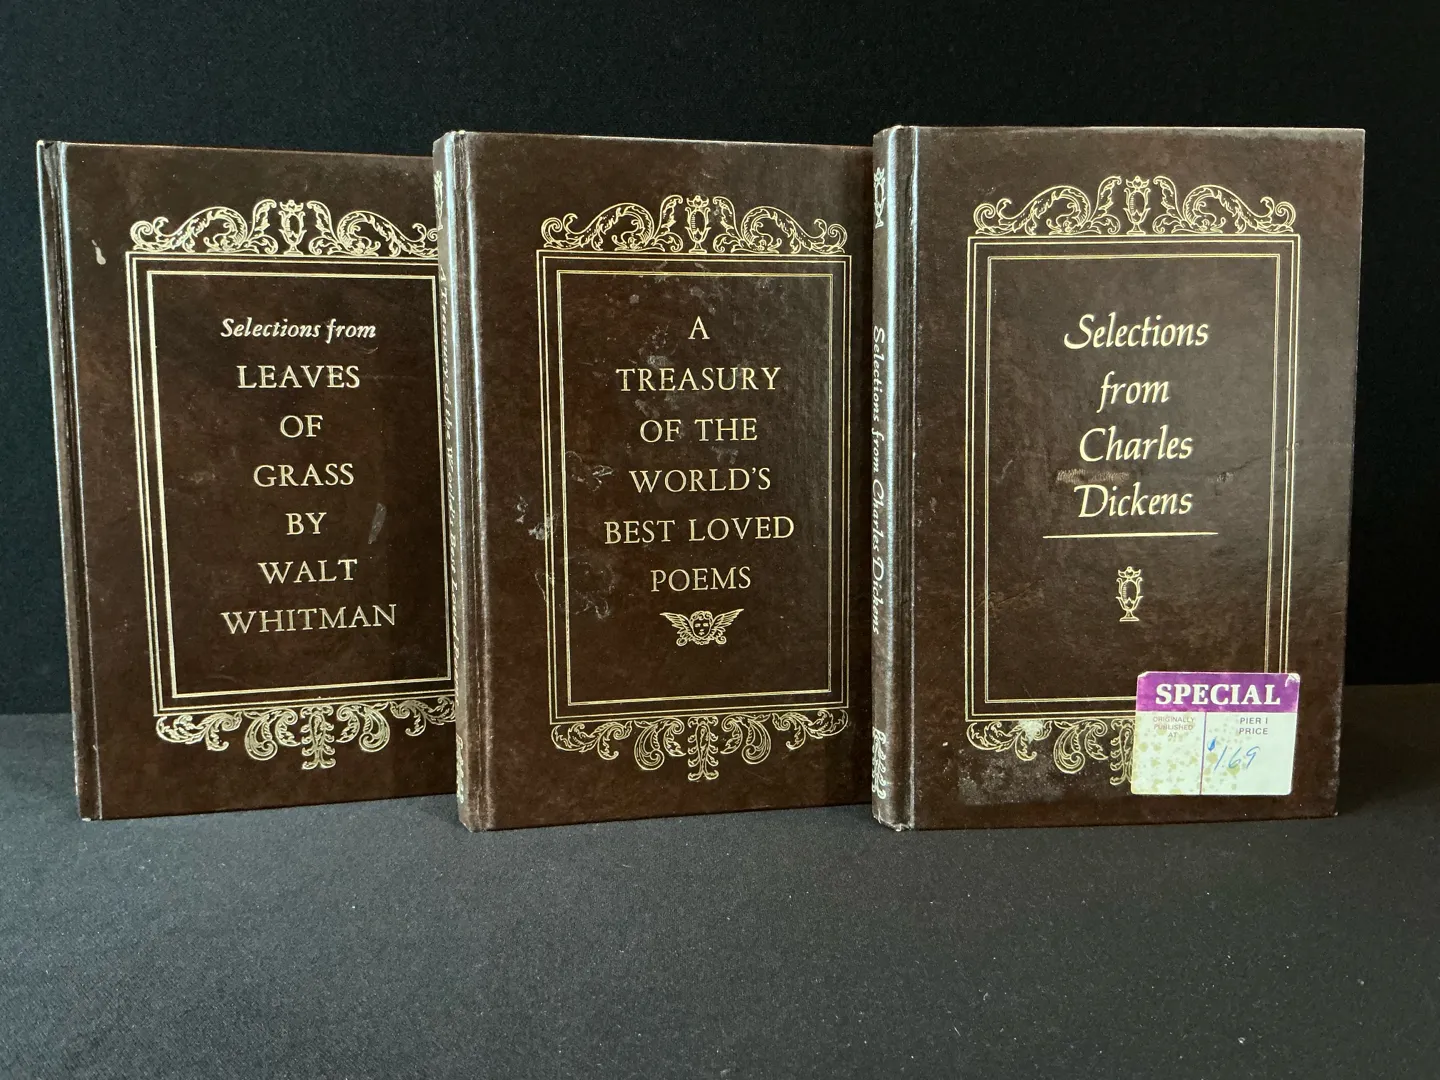 Selections from
LEAVES
OF
GRASS
BY
WALT
WHITMAN
A
TREASURY
OF THE
WORLD'S
BEST LOVED
POEMS
Selections from Charles Dickens
Selections
from
Charles
Dickens
SPECIAL
ORIGINALLY
PUBLISHED
AT
PIER I
PRICE
$1.69